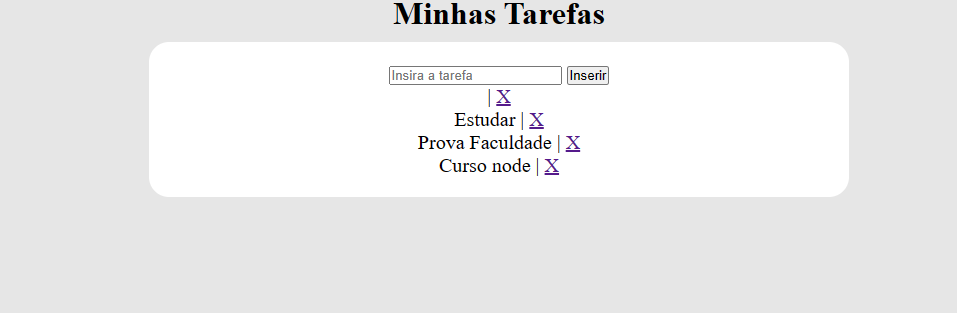 Minhas Tarefas
Insira a tarefa Inserir
| X
Estudar | X
Prova Faculdade | X
Curso node | X